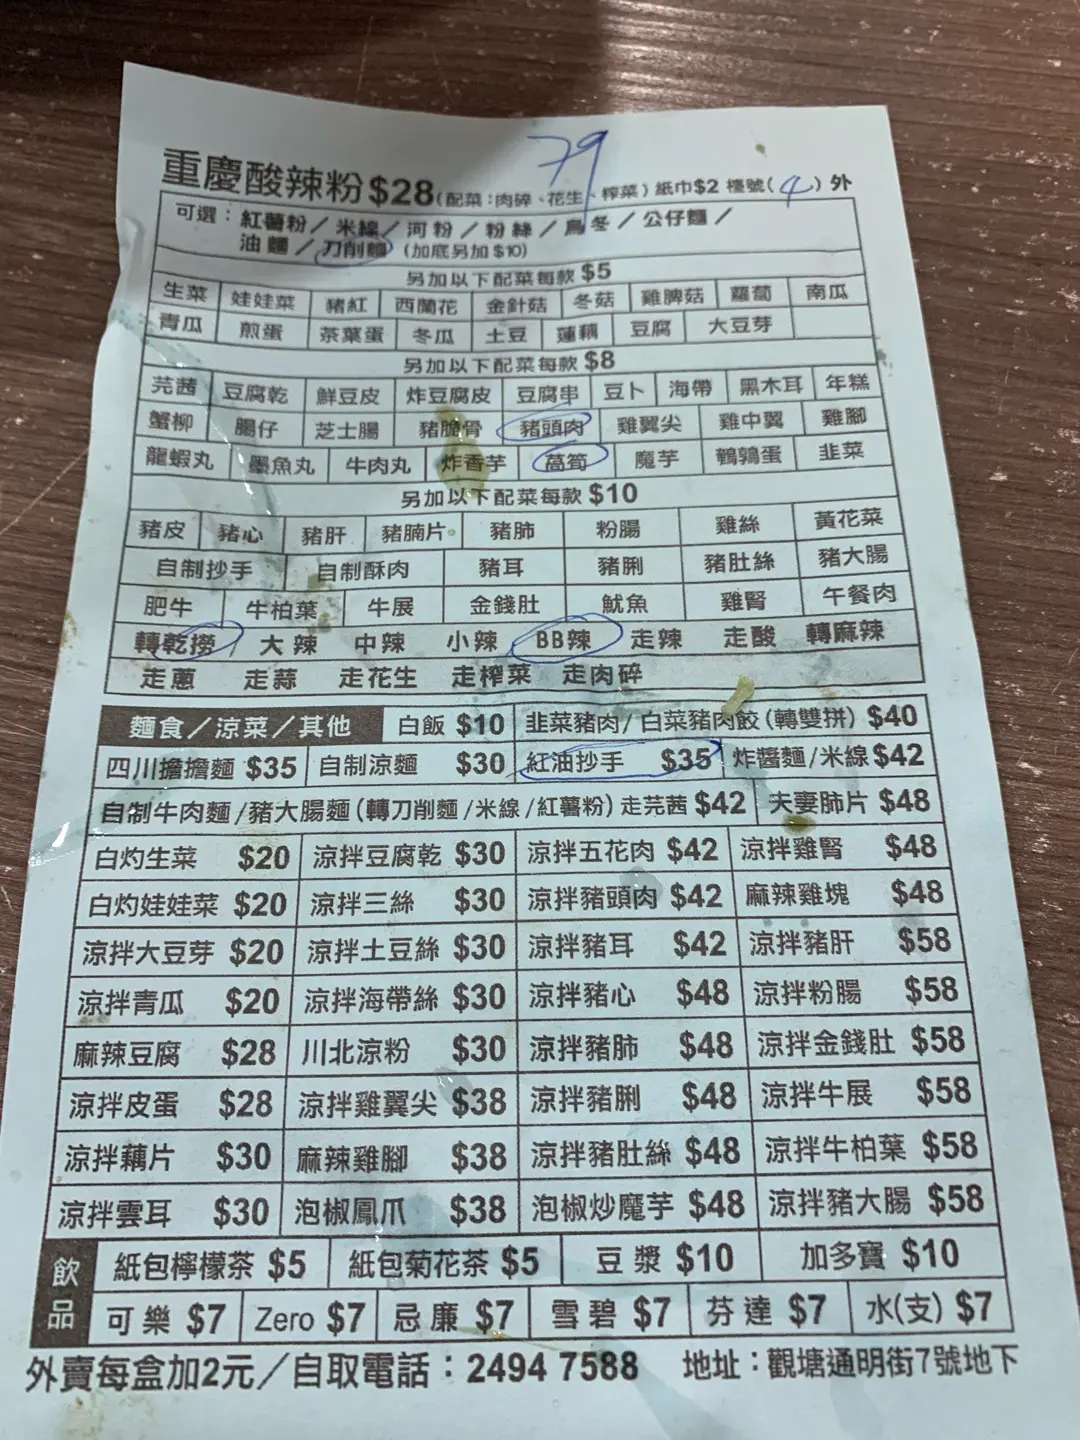 79
重慶酸辣粉 $28 (配菜：肉碎、花生、榨菜) 紙巾$2 檯號(4) 外
可選：紅薯粉／米線／河粉／粉絲／烏冬／公仔麵／
油麵／刀削麵 (加底另加 $10)
另加以下配菜每款 $5
生菜 娃娃菜 豬紅 西蘭花 金針菇 冬菇 雞脾菇 蘿蔔 南瓜
青瓜 煎蛋 茶葉蛋 冬瓜 土豆 蓮藕 豆腐 大豆芽
另加以下配菜每款 $8
芫茜 豆腐乾 鮮豆皮 炸豆腐皮 豆腐串 豆卜 海帶 黑木耳 年糕
蟹柳 腸仔 芝士腸 豬脆骨 豬頭肉 雞翼尖 雞中翼 雞腳
龍蝦丸 墨魚丸 牛肉丸 炸香芋 萵筍 魔芋 鵪鶉蛋 韭菜
另加以下配菜每款 $10
豬皮 豬心 豬肝 豬腩片 豬肺 粉腸 雞絲 黃花菜
自制抄手 自制酥肉 豬耳 豬脷 豬肚絲 豬大腸
肥牛 牛柏葉 牛展 金錢肚 魷魚 雞腎 午餐肉
轉乾撈 大辣 中辣 小辣 BB辣 走辣 走酸 轉麻辣
走蔥 走蒜 走花生 走榨菜 走肉碎
麵食／涼菜／其他 白飯 $10 韭菜豬肉/白菜豬肉餃(轉雙拼) $40
四川擔擔麵 $35 自制涼麵 $30 紅油抄手 $35 炸醬麵/米線 $42
自制牛肉麵/豬大腸麵(轉刀削麵/米線/紅薯粉)走芫茜 $42 夫妻肺片 $48
白灼生菜 $20 涼拌豆腐乾 $30 涼拌五花肉 $42 涼拌雞腎 $48
白灼娃娃菜 $20 涼拌三絲 $30 涼拌豬頭肉 $42 麻辣雞塊 $48
涼拌大豆芽 $20 涼拌土豆絲 $30 涼拌豬耳 $42 涼拌豬肝 $58
涼拌青瓜 $20 涼拌海帶絲 $30 涼拌豬心 $48 涼拌粉腸 $58
麻辣豆腐 $28 川北涼粉 $30 涼拌豬肺 $48 涼拌金錢肚 $58
涼拌皮蛋 $28 涼拌雞翼尖 $38 涼拌豬脷 $48 涼拌牛展 $58
涼拌藕片 $30 麻辣雞腳 $38 涼拌豬肚絲 $48 涼拌牛柏葉 $58
涼拌雲耳 $30 泡椒鳳爪 $38 泡椒炒魔芋 $48 涼拌豬大腸 $58
飲品 紙包檸檬茶 $5 紙包菊花茶 $5 豆漿 $10 加多寶 $10
可樂 $7 Zero $7 忌廉 $7 雪碧 $7 芬達 $7 水(支) $7
外賣每盒加2元／自取電話：2494 7588 地址：觀塘通明街7號地下